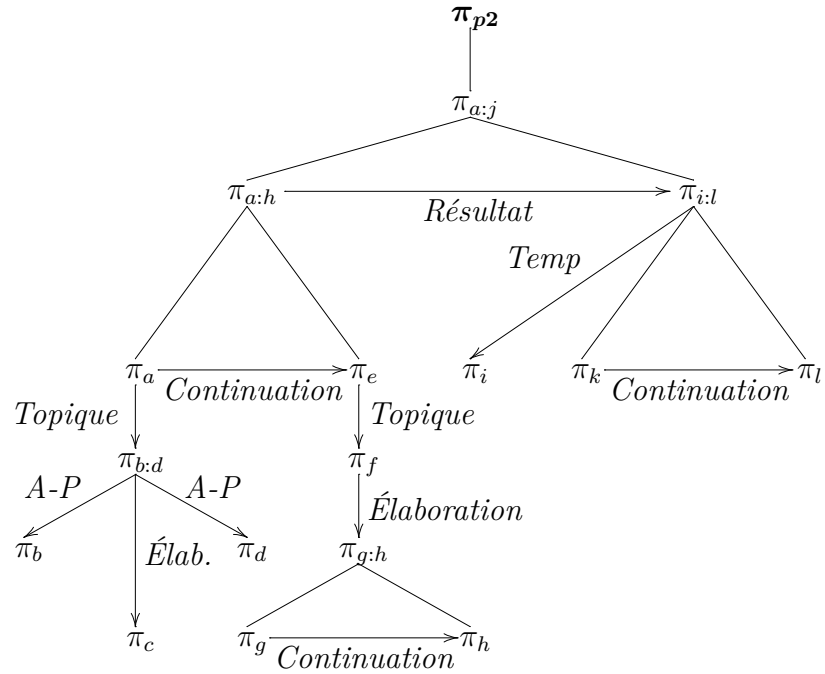 π_{p2}
π_{a:j}
π_{a:h} Résultat π_{i:l}
Temp
π_a Continuation π_e π_i π_k Continuation π_l
Topique Topique
π_{b:d} π_f
A-P A-P Élaboration
π_b Élab. π_d π_{g:h}
π_c π_g Continuation π_h